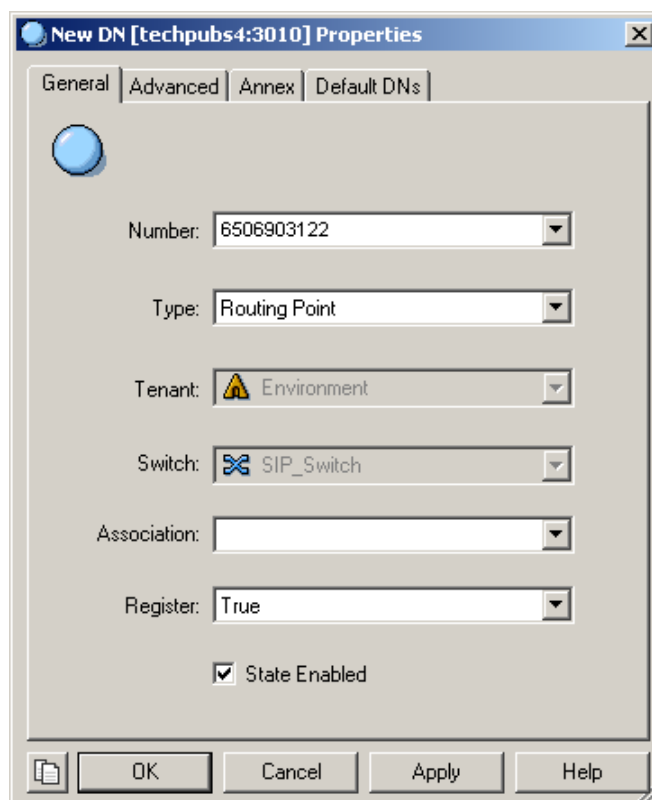 New DN [techpubs4:3010] Properties
General Advanced Annex Default DNs
Number: 6506903122
Type: Routing Point
Tenant: Environment
Switch: SIP_Switch
Association:
Register: True
State Enabled
OK Cancel Apply Help